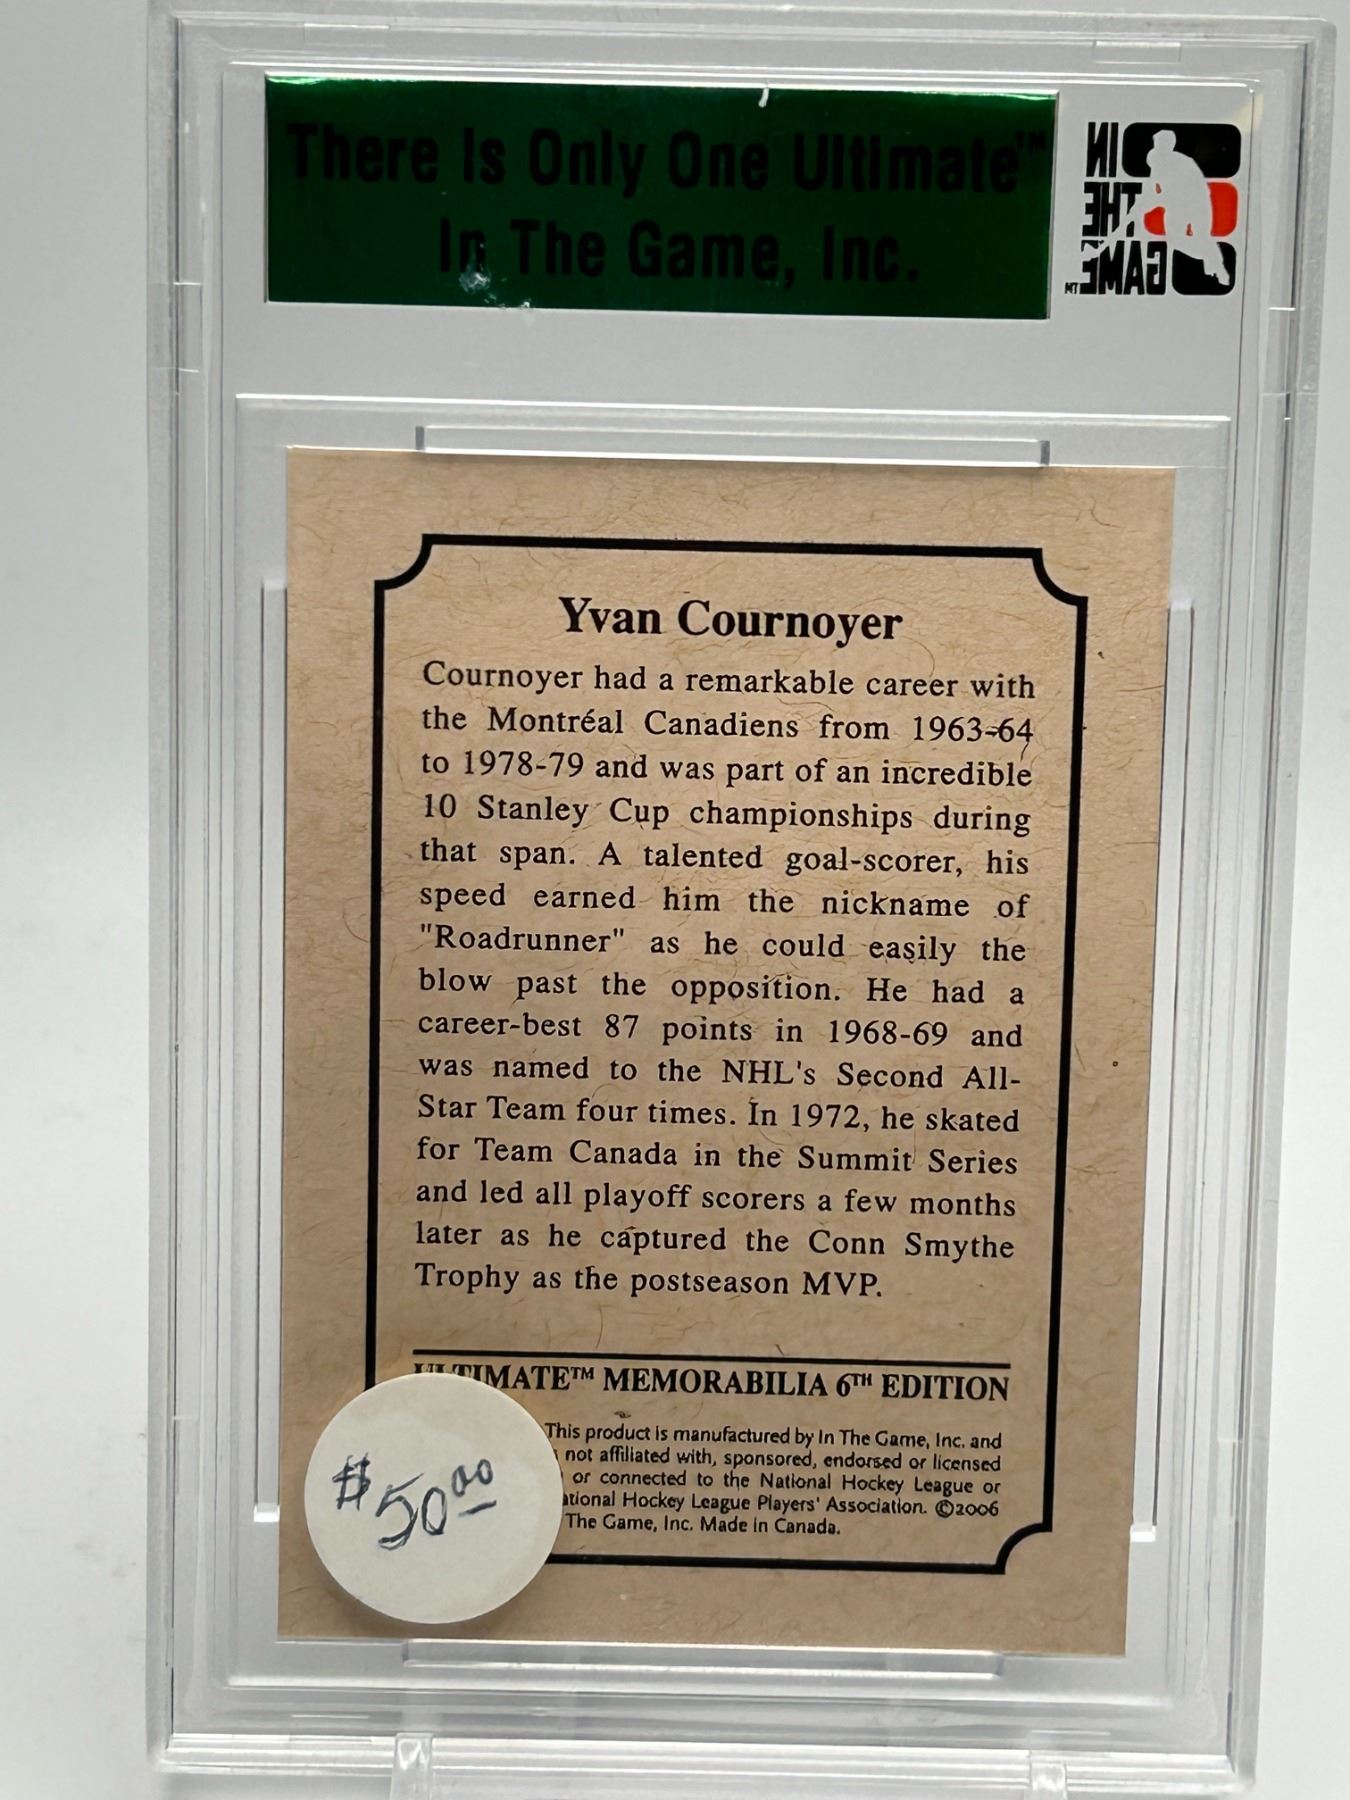 There Is Only One Ultimate™
In The Game, Inc.
IN
THE
GAME™
Yvan Cournoyer
Cournoyer had a remarkable career with
the Montréal Canadiens from 1963-64
to 1978-79 and was part of an incredible
10 Stanley Cup championships during
that span. A talented goal-scorer, his
speed earned him the nickname of
"Roadrunner" as he could easily the
blow past the opposition. He had a
career-best 87 points in 1968-69 and
was named to the NHL's Second All-
Star Team four times. In 1972, he skated
for Team Canada in the Summit Series
and led all playoff scorers a few months
later as he captured the Conn Smythe
Trophy as the postseason MVP.
ULTIMATE™ MEMORABILIA 6TH EDITION
This product is manufactured by In The Game, Inc. and
not affiliated with, sponsored, endorsed or licensed
or connected to the National Hockey League or
Hockey League Players' Association. ©2006
The Game, Inc. Made in Canada.
$50.00